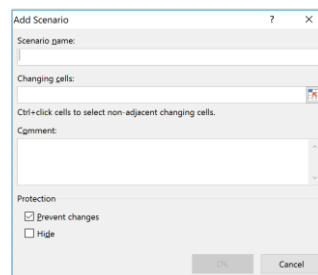 Add Scenario ? ×
Scenario name:
Changing cells:
Ctrl+click cells to select non-adjacent changing cells.
Comment:
Protection
Prevent changes
Hide
OK Cancel